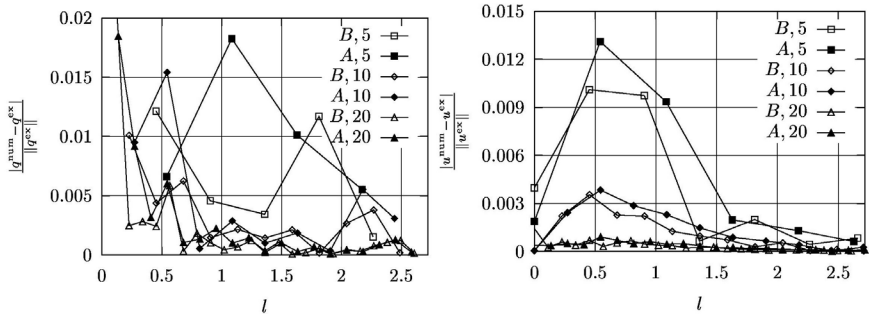 0.02
0.015
0.01
0.005
0
0 0.5 1 1.5 2 2.5
l
|q^num − q^ex|
‖q^ex‖
B, 5
A, 5
B, 10
A, 10
B, 20
A, 20
0.015
0.012
0.009
0.006
0.003
0
0 0.5 1 1.5 2 2.5
l
|u^num − u^ex|
‖u^ex‖
B, 5
A, 5
B, 10
A, 10
B, 20
A, 20